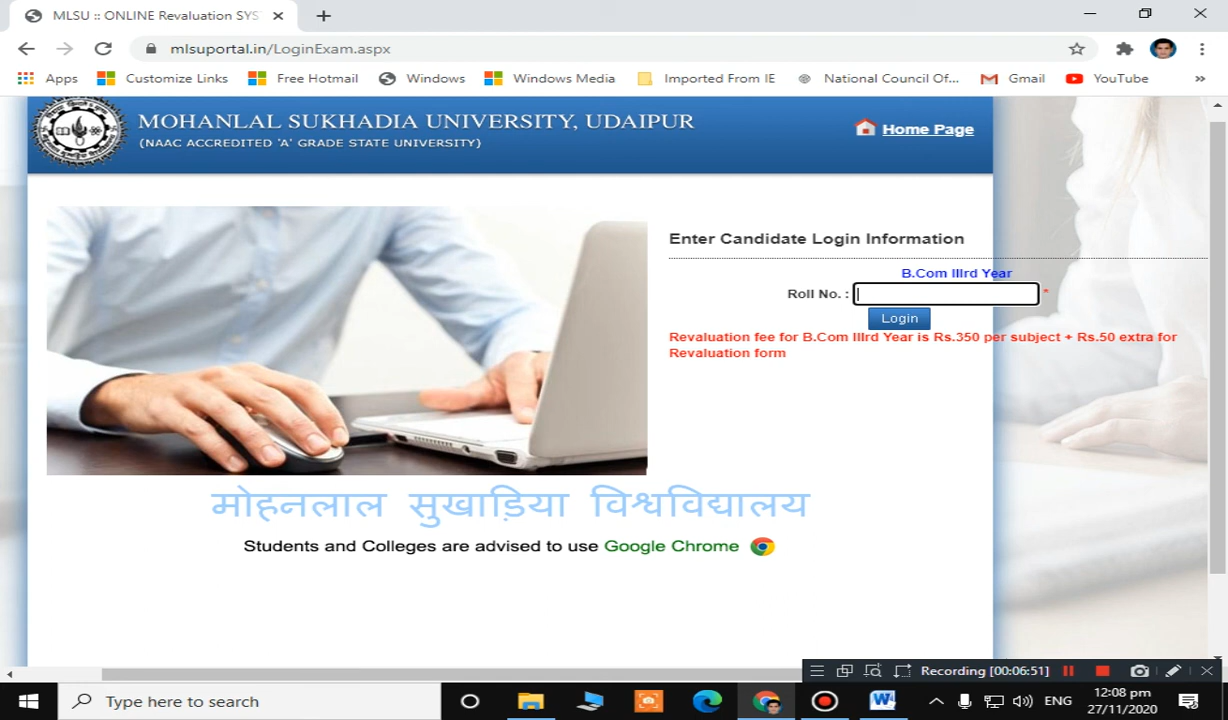 MLSU :: ONLINE Revaluation SYS
mlsuportal.in/LoginExam.aspx
Apps Customize Links Free Hotmail Windows Windows Media Imported From IE National Council Of... Gmail YouTube »
MOHANLAL SUKHADIA UNIVERSITY, UDAIPUR
(NAAC ACCREDITED 'A' GRADE STATE UNIVERSITY)
Home Page
Enter Candidate Login Information
B.Com IIIrd Year
Roll No. : *
Login
Revaluation fee for B.Com IIIrd Year is Rs.350 per subject + Rs.50 extra for
Revaluation form
मोहनलाल सुखाड़िया विश्वविद्यालय
Students and Colleges are advised to use Google Chrome
Recording [00:06:51]
Type here to search
ENG
12:08 pm
27/11/2020